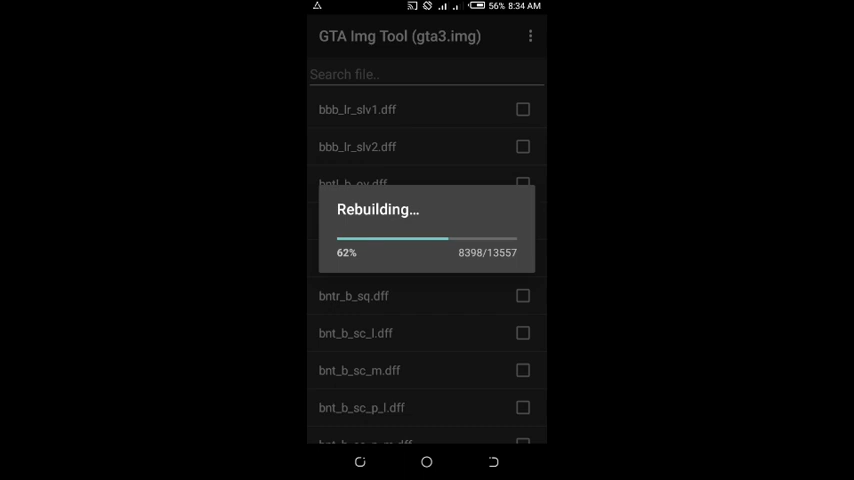 56% 8:34 AM
GTA Img Tool (gta3.img)
Search file..
bbb_lr_slv1.dff
bbb_lr_slv2.dff
Rebuilding...
62% 8398/13557
bntr_b_sq.dff
bnt_b_sc_l.dff
bnt_b_sc_m.dff
bnt_b_sc_p_l.dff